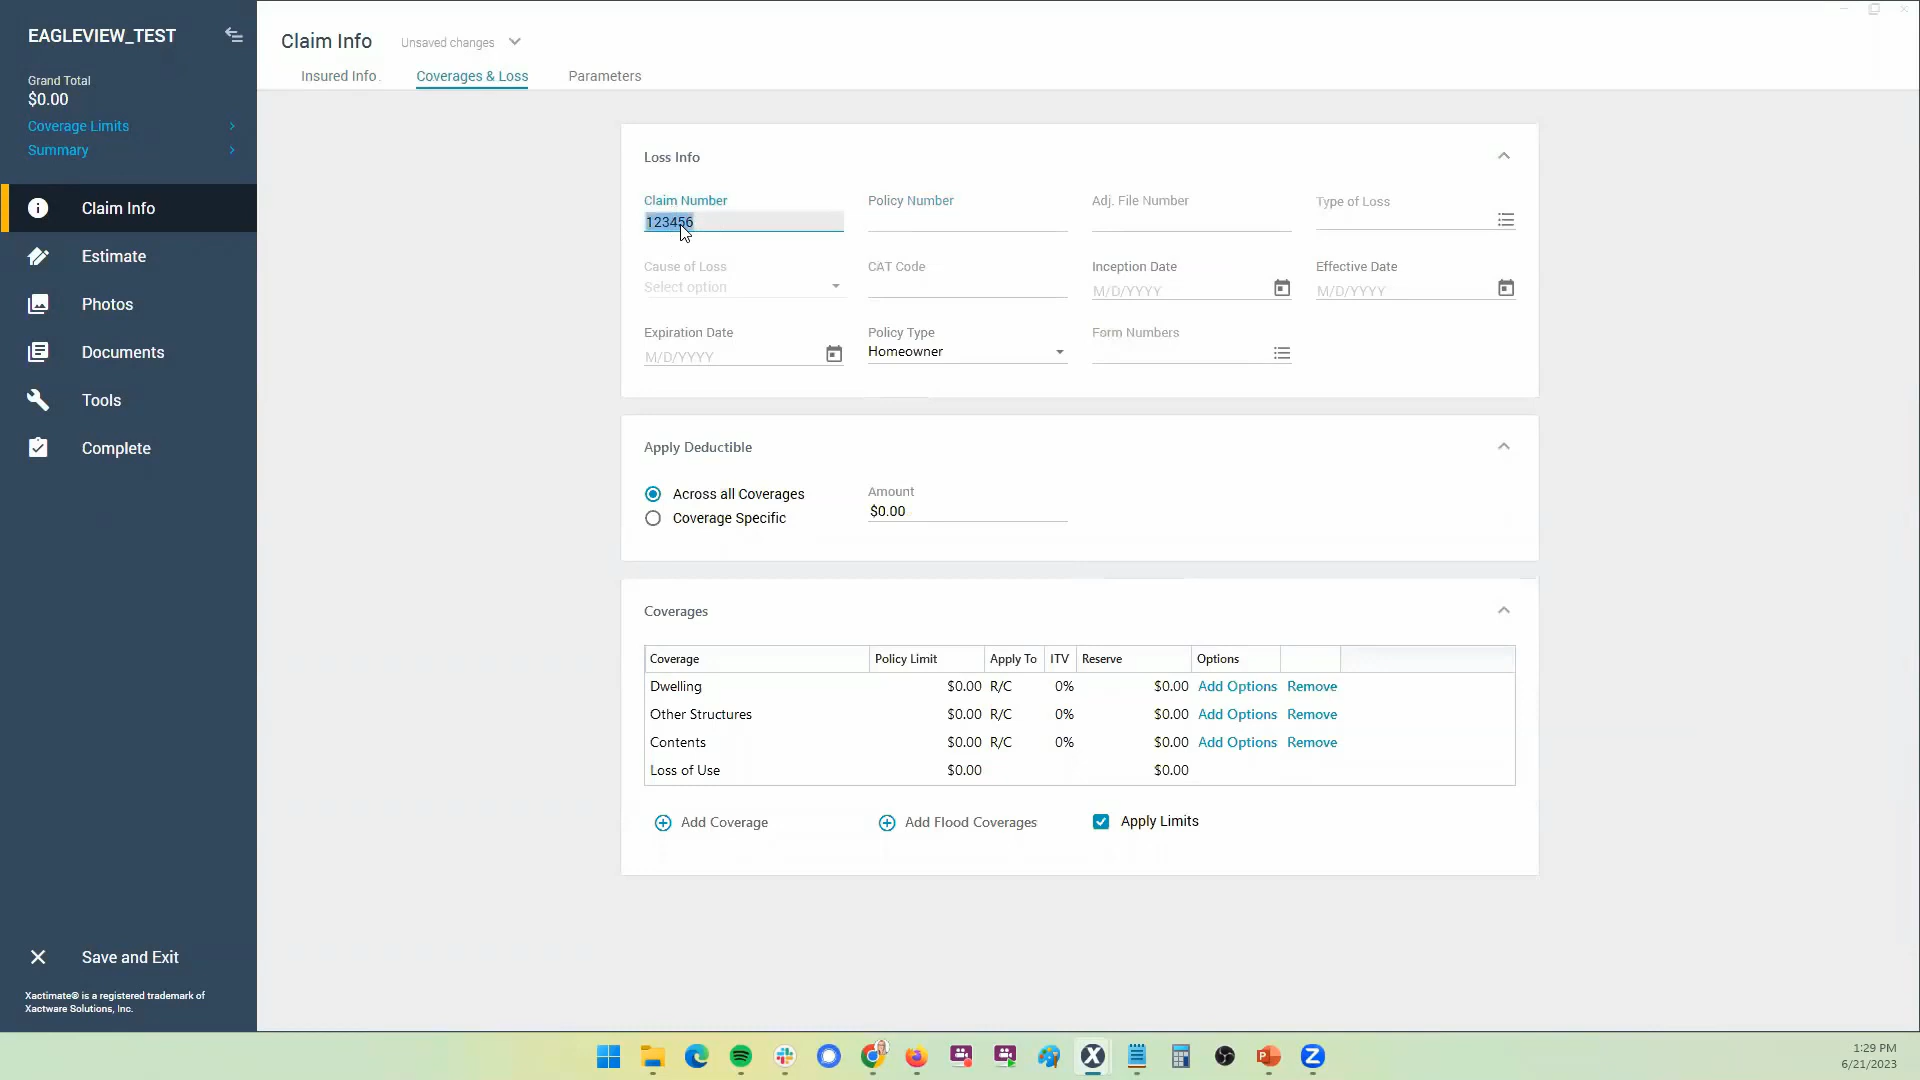 EAGLEVIEW_TEST
Grand Total
$0.00
Coverage Limits
Summary
Claim Info
Estimate
Photos
Documents
Tools
Complete
Save and Exit
Xactimate® is a registered trademark of
Xactware Solutions, Inc.
Claim Info Unsaved changes
Insured Info. Coverages & Loss Parameters
Loss Info
Claim Number Policy Number Adj. File Number Type of Loss
123456
Cause of Loss CAT Code Inception Date Effective Date
Select option M/D/YYYY M/D/YYYY
Expiration Date Policy Type Form Numbers
M/D/YYYY Homeowner
Apply Deductible
Across all Coverages Amount
Coverage Specific $0.00
Coverages
Coverage Policy Limit Apply To ITV Reserve Options
Dwelling $0.00 R/C 0% $0.00 Add Options Remove
Other Structures $0.00 R/C 0% $0.00 Add Options Remove
Contents $0.00 R/C 0% $0.00 Add Options Remove
Loss of Use $0.00 $0.00
Add Coverage Add Flood Coverages Apply Limits
1:29 PM
6/21/2023